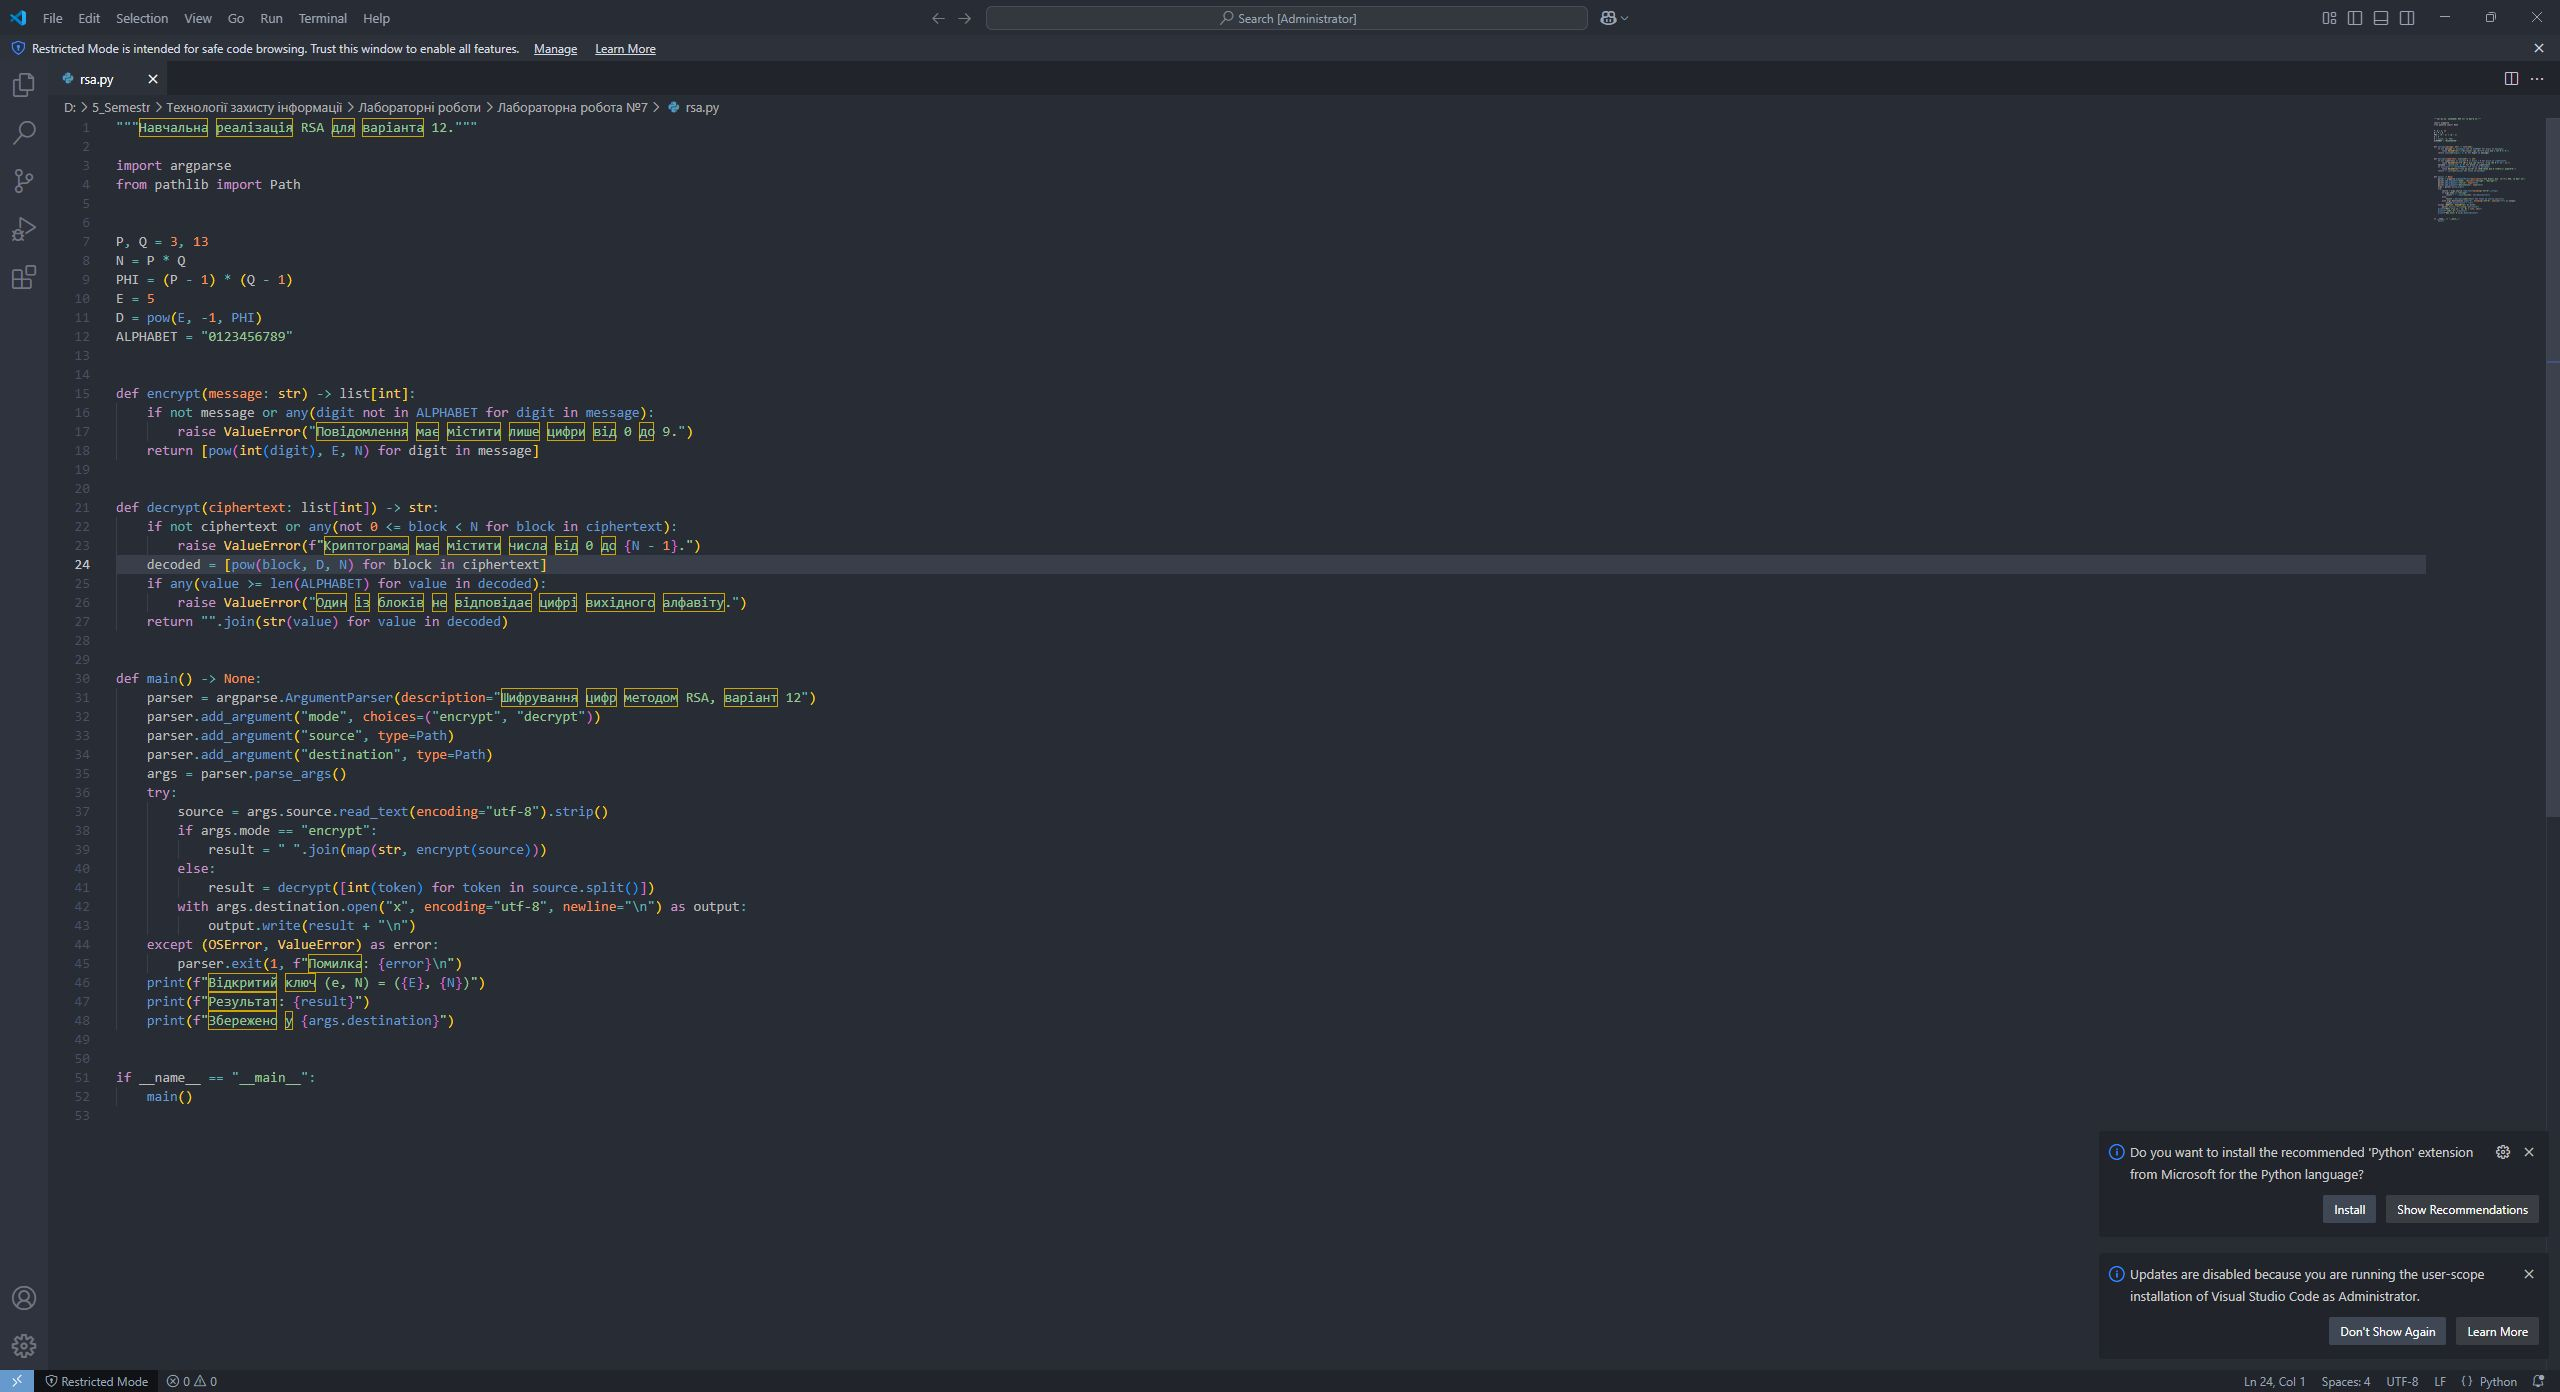 File Edit Selection View Go Run Terminal Help Search [Administrator]
Restricted Mode is intended for safe code browsing. Trust this window to enable all features. Manage Learn More
rsa.py
D: > 5_Semestr > Технології захисту інформації > Лабораторні роботи > Лабораторна робота №7 > rsa.py
1 """Навчальна реалізація RSA для варіанта 12."""
2
3 import argparse
4 from pathlib import Path
5
6
7 P, Q = 3, 13
8 N = P * Q
9 PHI = (P - 1) * (Q - 1)
10 E = 5
11 D = pow(E, -1, PHI)
12 ALPHABET = "0123456789"
13
14
15 def encrypt(message: str) -> list[int]:
16     if not message or any(digit not in ALPHABET for digit in message):
17         raise ValueError("Повідомлення має містити лише цифри від 0 до 9.")
18     return [pow(int(digit), E, N) for digit in message]
19
20
21 def decrypt(ciphertext: list[int]) -> str:
22     if not ciphertext or any(not 0 <= block < N for block in ciphertext):
23         raise ValueError(f"Криптограма має містити числа від 0 до {N - 1}.")
24     decoded = [pow(block, D, N) for block in ciphertext]
25     if any(value >= len(ALPHABET) for value in decoded):
26         raise ValueError("Один із блоків не відповідає цифрі вихідного алфавіту.")
27     return "".join(str(value) for value in decoded)
28
29
30 def main() -> None:
31     parser = argparse.ArgumentParser(description="Шифрування цифр методом RSA, варіант 12")
32     parser.add_argument("mode", choices=("encrypt", "decrypt"))
33     parser.add_argument("source", type=Path)
34     parser.add_argument("destination", type=Path)
35     args = parser.parse_args()
36     try:
37         source = args.source.read_text(encoding="utf-8").strip()
38         if args.mode == "encrypt":
39             result = " ".join(map(str, encrypt(source)))
40         else:
41             result = decrypt([int(token) for token in source.split()])
42         with args.destination.open("x", encoding="utf-8", newline="\n") as output:
43             output.write(result + "\n")
44     except (OSError, ValueError) as error:
45         parser.exit(1, f"Помилка: {error}\n")
46     print(f"Відкритий ключ (e, N) = ({E}, {N})")
47     print(f"Результат: {result}")
48     print(f"Збережено у {args.destination}")
49
50
51 if __name__ == "__main__":
52     main()
53
Do you want to install the recommended 'Python' extension
from Microsoft for the Python language?
Install Show Recommendations
Updates are disabled because you are running the user-scope
installation of Visual Studio Code as Administrator.
Don't Show Again Learn More
Restricted Mode 0 0 Ln 24, Col 1 Spaces: 4 UTF-8 LF {} Python